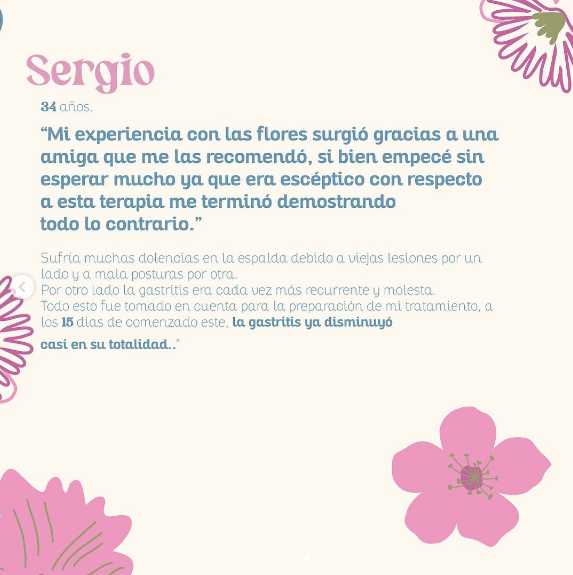 Sergio
34 años.
“Mi experiencia con las flores surgió gracias a una
amiga que me las recomendó, si bien empecé sin
esperar mucho ya que era escéptico con respecto
a esta terapia me terminó demostrando
todo lo contrario.”
Sufría muchas dolencias en la espalda debido a viejas lesiones por un
lado y a mala posturas por otra.
Por otro lado la gastritis era cada vez más recurrente y molesta.
Todo esto fue tomado en cuenta para la preparación de mi tratamiento, a
los 15 dias de comenzado este, la gastritis ya disminuyó
casi en su totalidad..”